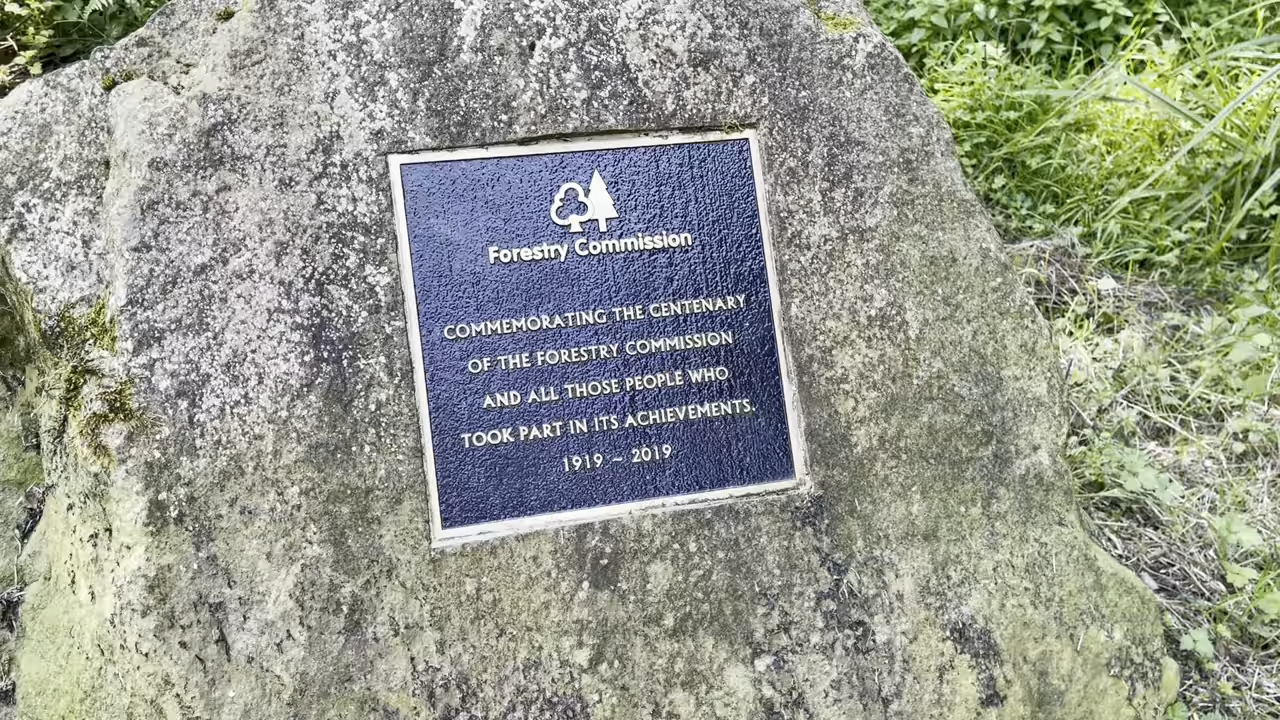 Forestry Commission
COMMEMORATING THE CENTENARY
OF THE FORESTRY COMMISSION
AND ALL THOSE PEOPLE WHO
TOOK PART IN ITS ACHIEVEMENTS.
1919 ~ 2019